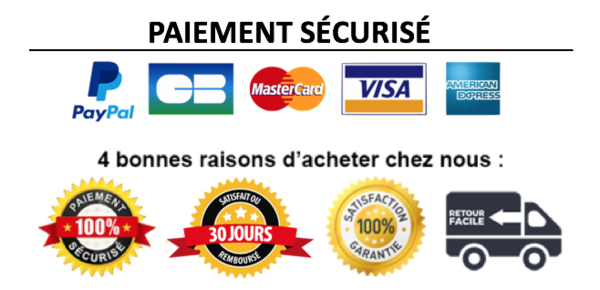 PAIEMENT SÉCURISÉ
PayPal
CB
MasterCard
VISA
AMERICAN
EXPRESS
4 bonnes raisons d'acheter chez nous :
PAIEMENT
100%
SÉCURISÉ
SATISFAIT OU
30 JOURS
REMBOURSE
SATISFACTION
100%
GARANTIE
RETOUR
FACILE